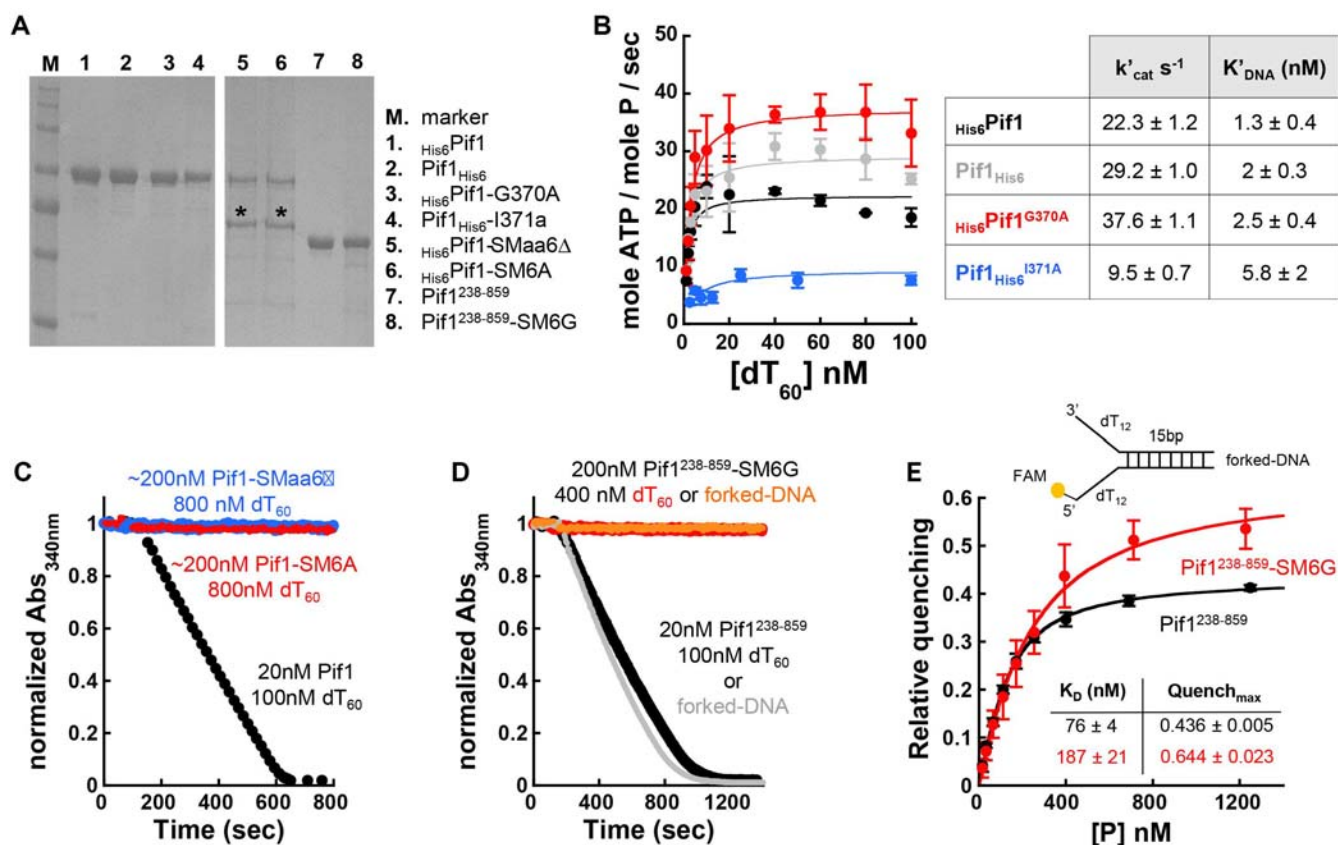 A
M 1 2 3 4 5 6 7 8
* *
M. marker
1. His6Pif1
2. Pif1His6
3. His6Pif1-G370A
4. Pif1His6-I371a
5. His6Pif1-SMaa6Δ
6. His6Pif1-SM6A
7. Pif1238-859
8. Pif1238-859-SM6G
B
mole ATP / mole P / sec
50
40
30
20
10
0
0 20 40 60 80 100
[dT60] nM
k'cat s-1 K'DNA (nM)
His6Pif1 22.3 ± 1.2 1.3 ± 0.4
Pif1His6 29.2 ± 1.0 2 ± 0.3
His6Pif1G370A 37.6 ± 1.1 2.5 ± 0.4
Pif1His6I371A 9.5 ± 0.7 5.8 ± 2
C
~200nM Pif1-SMaa6
800 nM dT60
~200nM Pif1-SM6A
800nM dT60
20nM Pif1
100nM dT60
normalized Abs340nm
1
0.8
0.6
0.4
0.2
0
0 200 400 600 800
Time (sec)
D
200nM Pif1238-859-SM6G
400 nM dT60 or forked-DNA
20nM Pif1238-859
100nM dT60
or
forked-DNA
normalized Abs340nm
1
0.8
0.6
0.4
0.2
0
0 400 800 1200
Time (sec)
E
3'
dT12
15bp
forked-DNA
FAM
5'
dT12
Relative quenching
0.6
0.5
0.4
0.3
0.2
0.1
0
0 400 800 1200
[P] nM
Pif1238-859-SM6G
Pif1238-859
KD (nM) Quenchmax
76 ± 4 0.436 ± 0.005
187 ± 21 0.644 ± 0.023